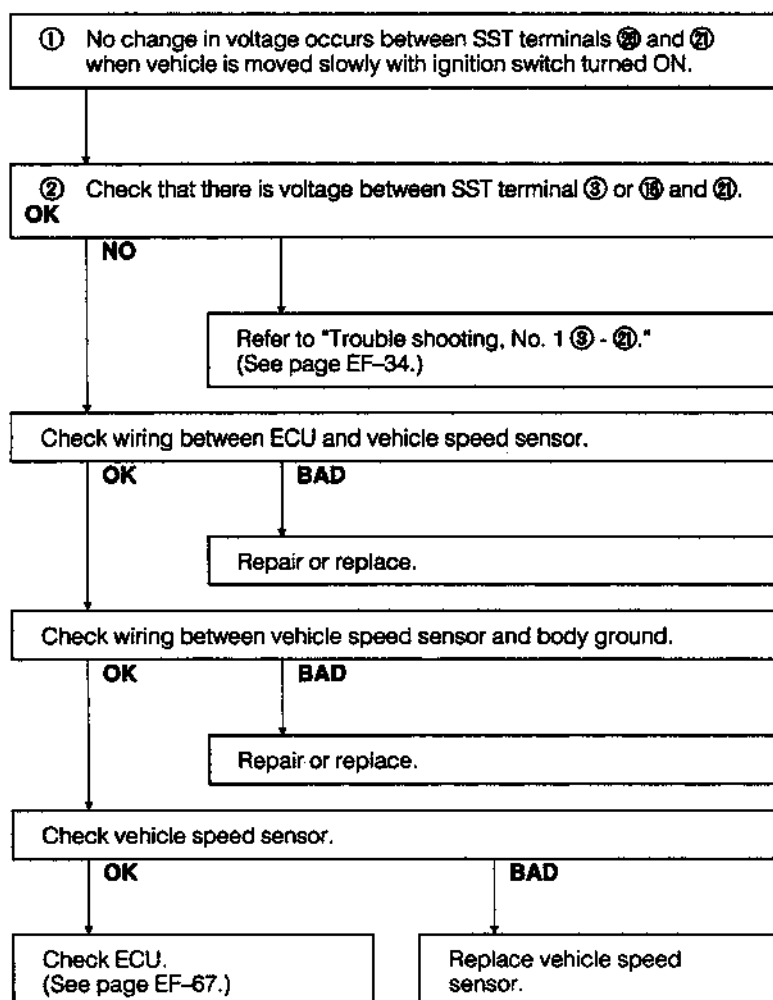 ① No change in voltage occurs between SST terminals ⑳ and ㉑
when vehicle is moved slowly with ignition switch turned ON.
② Check that there is voltage between SST terminal ③ or ⑯ and ㉑.
OK
NO
Refer to "Trouble shooting, No. 1 ③ - ㉑."
(See page EF–34.)
Check wiring between ECU and vehicle speed sensor.
OK BAD
Repair or replace.
Check wiring between vehicle speed sensor and body ground.
OK BAD
Repair or replace.
Check vehicle speed sensor.
OK BAD
Check ECU.
(See page EF–67.)
Replace vehicle speed
sensor.